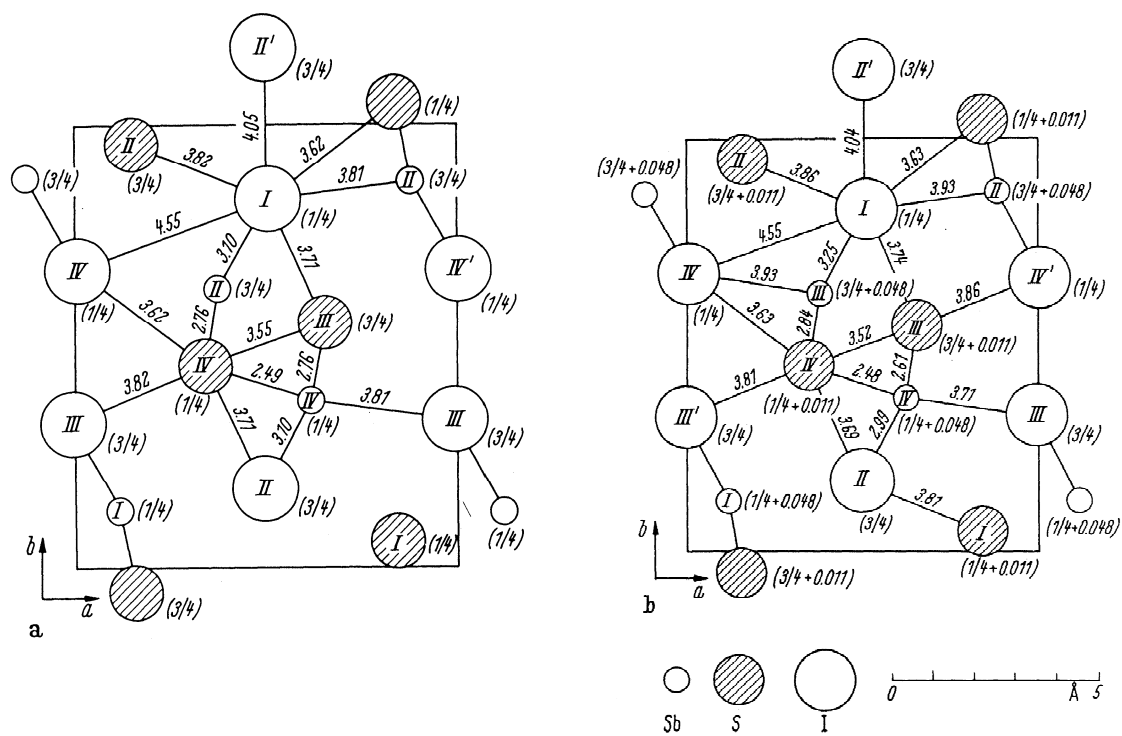 II'
(3/4)
4.05
(1/4)
II
(3/4)
3.82
3.62
3.81
II
(3/4)
(3/4)
I
(1/4)
4.55
3.10
3.71
IV
(1/4)
II
(3/4)
IV'
(1/4)
3.62
2.76
3.55
III
(3/4)
IV
(1/4)
2.49
2.76
3.82
3.81
IV
(1/4)
III
(3/4)
III
(3/4)
3.71
3.10
II
(3/4)
I
(1/4)
(1/4)
I
(1/4)
(3/4)
b
a
a
II'
(3/4)
4.04
(1/4+0.011)
II
(3/4+0.011)
3.86
3.63
3.93
II
(3/4+0.048)
(3/4+0.048)
I
(1/4)
4.55
3.25
3.74
IV
(1/4)
3.93
III
(3/4+0.048)
IV'
(1/4)
3.86
3.63
2.84
3.52
III
(3/4+0.011)
IV
(1/4+0.011)
2.48
2.61
3.81
3.71
IV
(1/4+0.048)
III'
(3/4)
III
(3/4)
3.69
2.99
II
(3/4)
3.81
I
(1/4+0.048)
(1/4+0.048)
I
(1/4+0.011)
(3/4+0.011)
b
a
b
Sb S I
0 Å 5